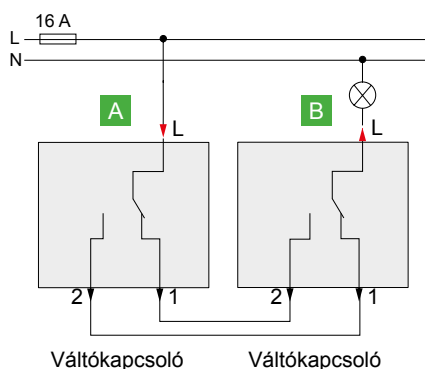 16 A
L
N
A B
L L
2 1 2 1
Váltókapcsoló Váltókapcsoló